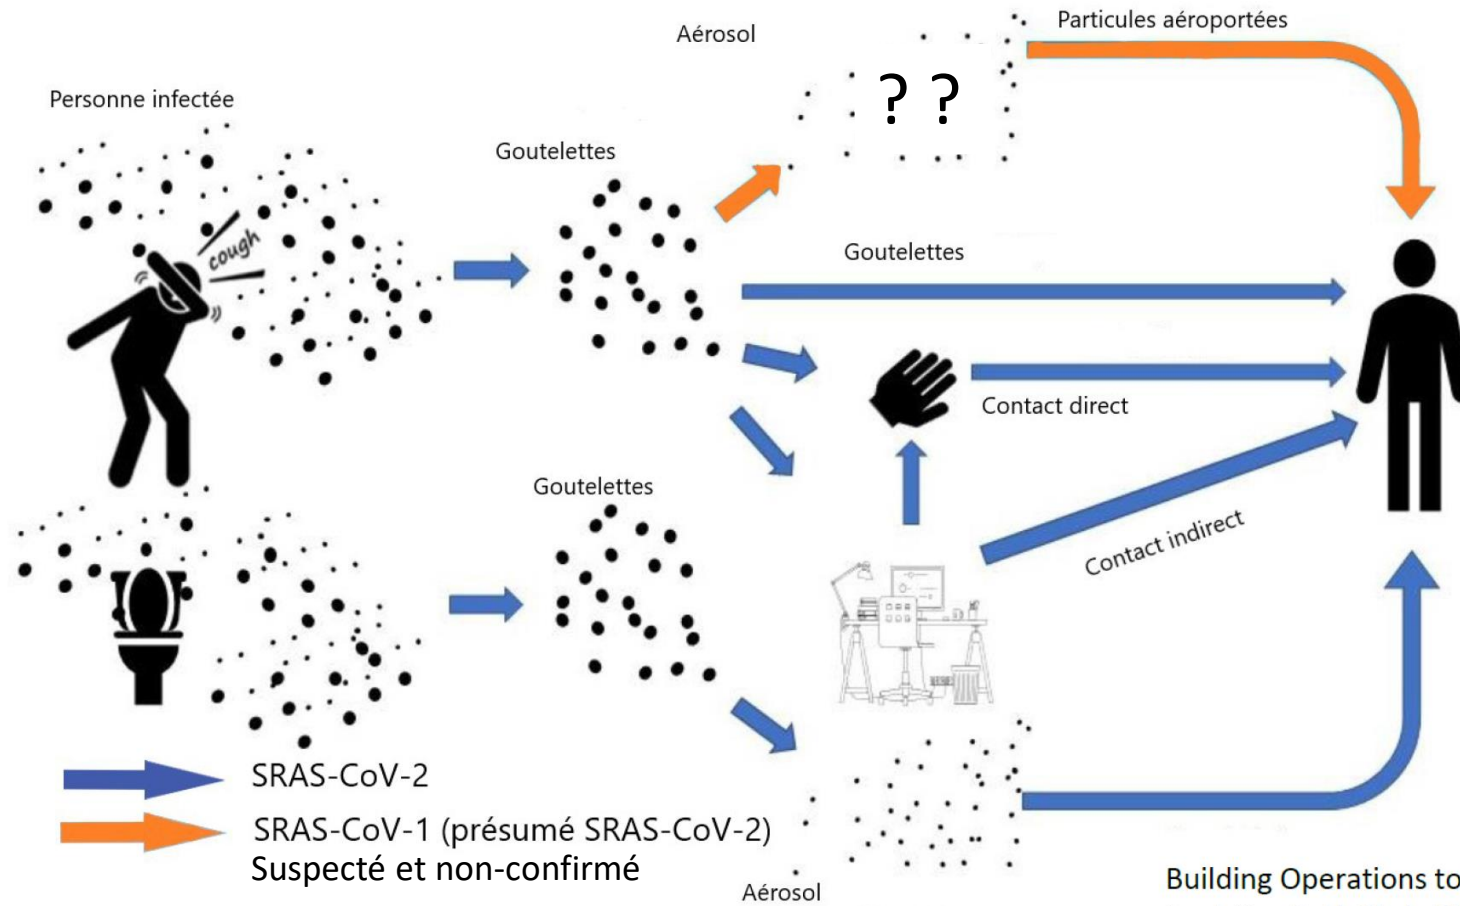 Aérosol
Particules aéroportées
? ?
Personne infectée
Goutelettes
cough
Goutelettes
Contact direct
Goutelettes
Contact indirect
SRAS-CoV-2
SRAS-CoV-1 (présumé SRAS-CoV-2)
Suspecté et non-confirmé
Aérosol
Building Operations to